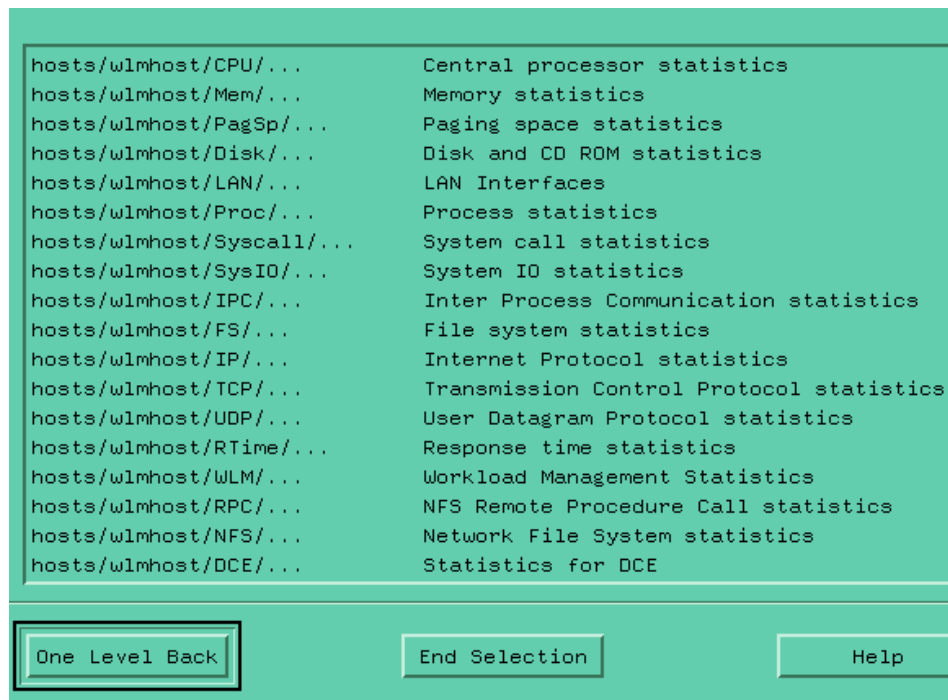 hosts/wlmhost/CPU/... Central processor statistics
hosts/wlmhost/Mem/... Memory statistics
hosts/wlmhost/PagSp/... Paging space statistics
hosts/wlmhost/Disk/... Disk and CD ROM statistics
hosts/wlmhost/LAN/... LAN Interfaces
hosts/wlmhost/Proc/... Process statistics
hosts/wlmhost/Syscall/... System call statistics
hosts/wlmhost/SysIO/... System IO statistics
hosts/wlmhost/IPC/... Inter Process Communication statistics
hosts/wlmhost/FS/... File system statistics
hosts/wlmhost/IP/... Internet Protocol statistics
hosts/wlmhost/TCP/... Transmission Control Protocol statistics
hosts/wlmhost/UDP/... User Datagram Protocol statistics
hosts/wlmhost/RTime/... Response time statistics
hosts/wlmhost/WLM/... Workload Management Statistics
hosts/wlmhost/RPC/... NFS Remote Procedure Call statistics
hosts/wlmhost/NFS/... Network File System statistics
hosts/wlmhost/DCE/... Statistics for DCE
One Level Back End Selection Help